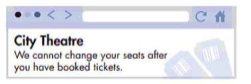 City Theatre
We cannot change your seats after
you have booked tickets.